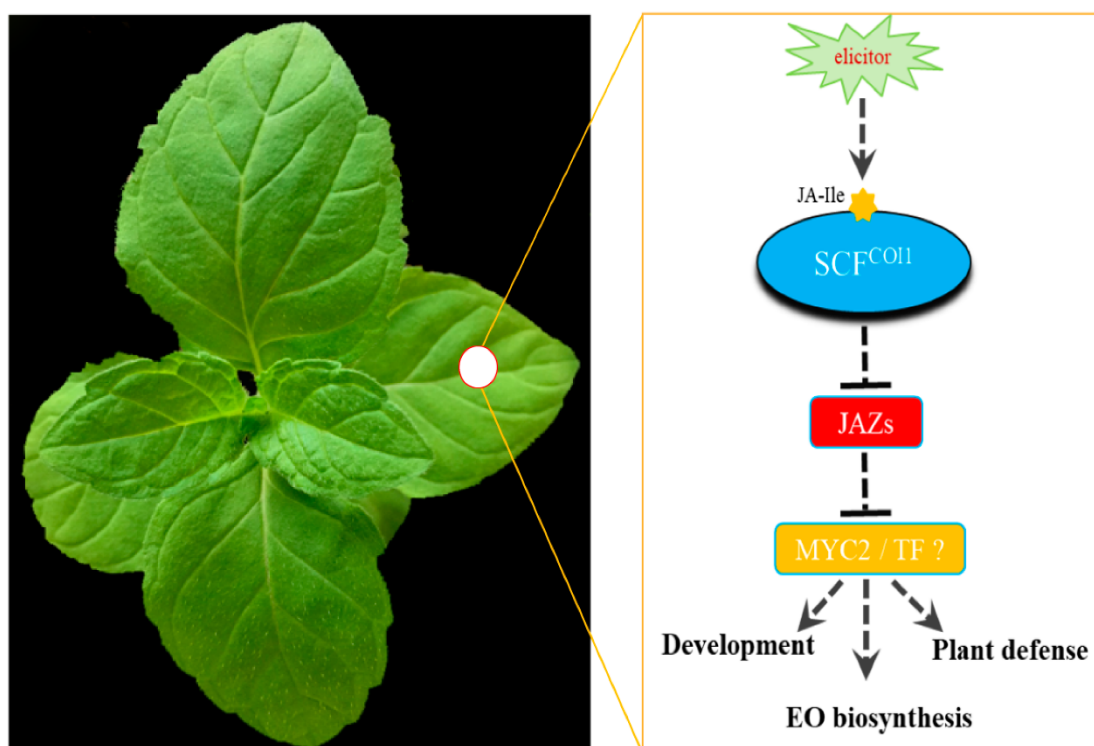 elicitor
JA-Ile
SCF^COI1
JAZs
MYC2 / TF ?
Development
Plant defense
EO biosynthesis